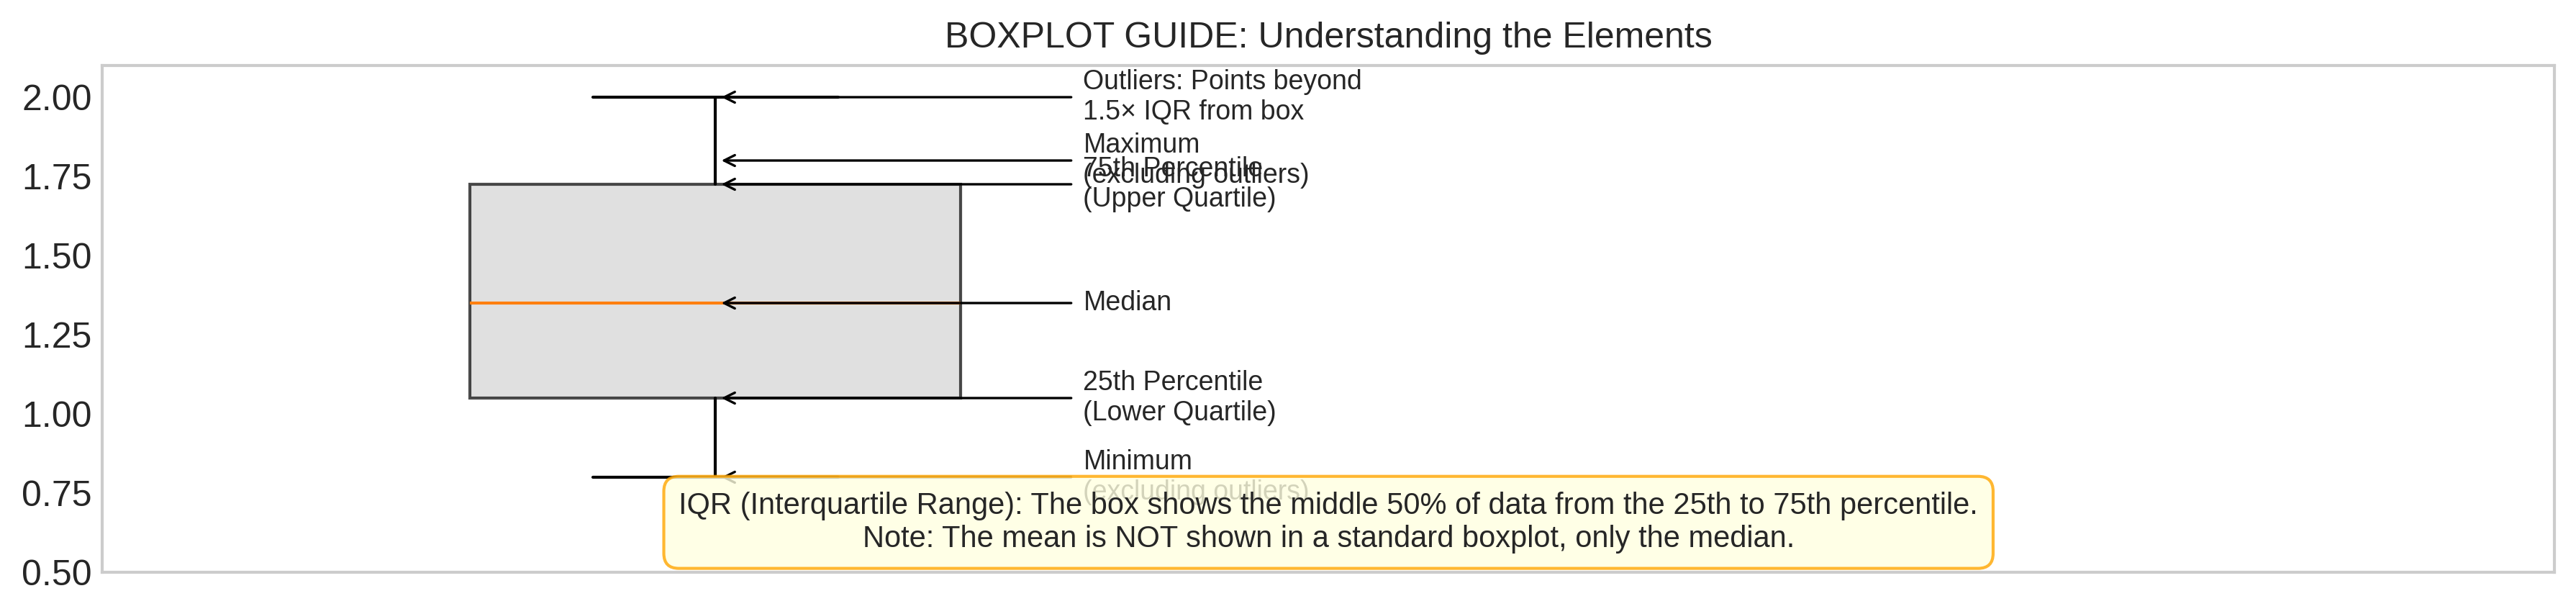 BOXPLOT GUIDE: Understanding the Elements
2.00
1.75
1.50
1.25
1.00
0.75
0.50
Outliers: Points beyond
1.5× IQR from box
Maximum
(excluding outliers)
75th Percentile
(Upper Quartile)
Median
25th Percentile
(Lower Quartile)
Minimum
(excluding outliers)
IQR (Interquartile Range): The box shows the middle 50% of data from the 25th to 75th percentile.
Note: The mean is NOT shown in a standard boxplot, only the median.